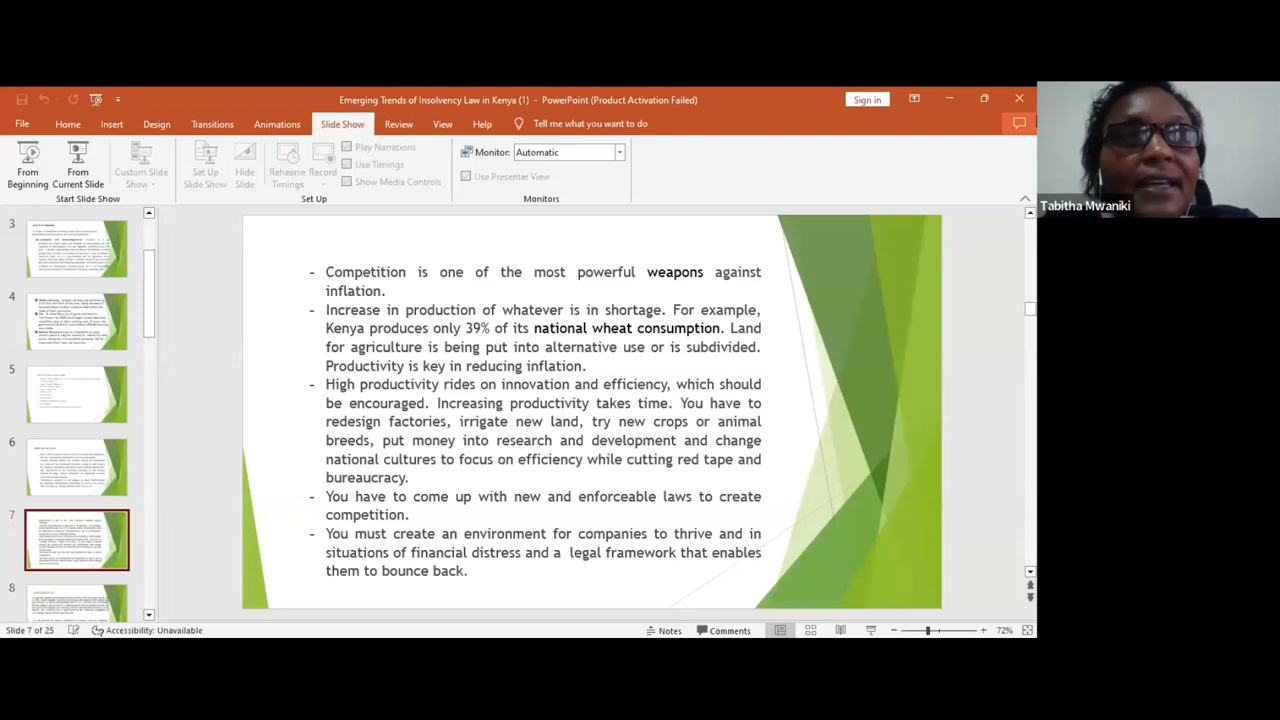 Emerging Trends of Insolvency Law in Kenya (1) - PowerPoint (Product Activation Failed)
Sign in
File Home Insert Design Transitions Animations Slide Show Review View Help Tell me what you want to do
From Beginning
From Current Slide
Custom Slide Show
Set Up Slide Show
Hide Slide
Rehearse Timings
Record
Play Narrations
Use Timings
Show Media Controls
Monitor: Automatic
Use Presenter View
Start Slide Show
Set Up
Monitors
Tabitha Mwaniki
3
4
5
6
7
8
- Competition is one of the most powerful weapons against
inflation.
- Increase in production of whatever is in shortage. For example,
Kenya produces only 39% of its national wheat consumption. and
for agriculture is being put into alternative use or is subdivided.
Productivity is key in reducing inflation.
- High productivity rides on innovation and efficiency, which should
be encouraged. Increasing productivity takes time. You have to
redesign factories, irrigate new land, try new crops or animal
breeds, put money into research and development and change
national cultures to focus on efficiency while cutting red tape and
bureaucracy.
- You have to come up with new and enforceable laws to create
competition.
- You must create an environment for companies to thrive and in
situations of financial distress and a legal framework that enables
them to bounce back.
Slide 7 of 25
Accessibility: Unavailable
Notes
Comments
72%